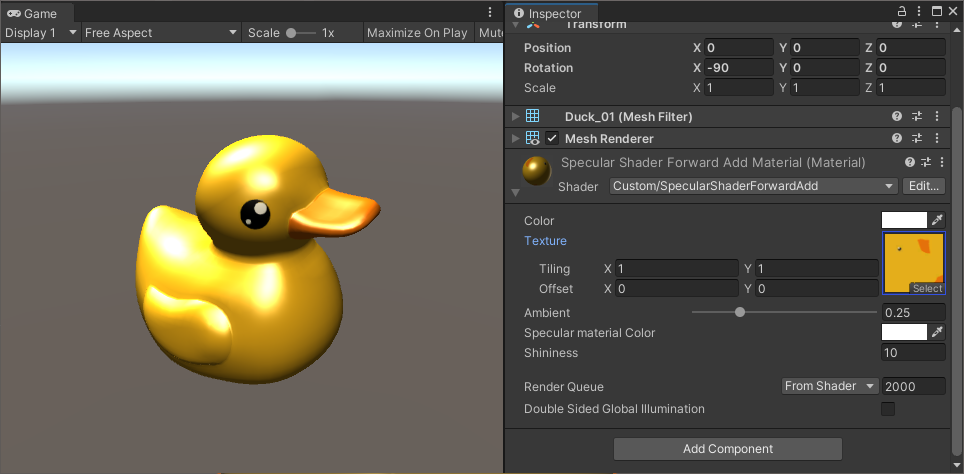 Game
Display 1 Free Aspect Scale 1x Maximize On Play Mute
Inspector
Transform
Position X 0 Y 0 Z 0
Rotation X -90 Y 0 Z 0
Scale X 1 Y 1 Z 1
Duck_01 (Mesh Filter)
Mesh Renderer
Specular Shader Forward Add Material (Material)
Shader Custom/SpecularShaderForwardAdd Edit...
Color
Texture
Tiling X 1 Y 1
Offset X 0 Y 0
Select
Ambient 0.25
Specular material Color
Shininess 10
Render Queue From Shader 2000
Double Sided Global Illumination
Add Component